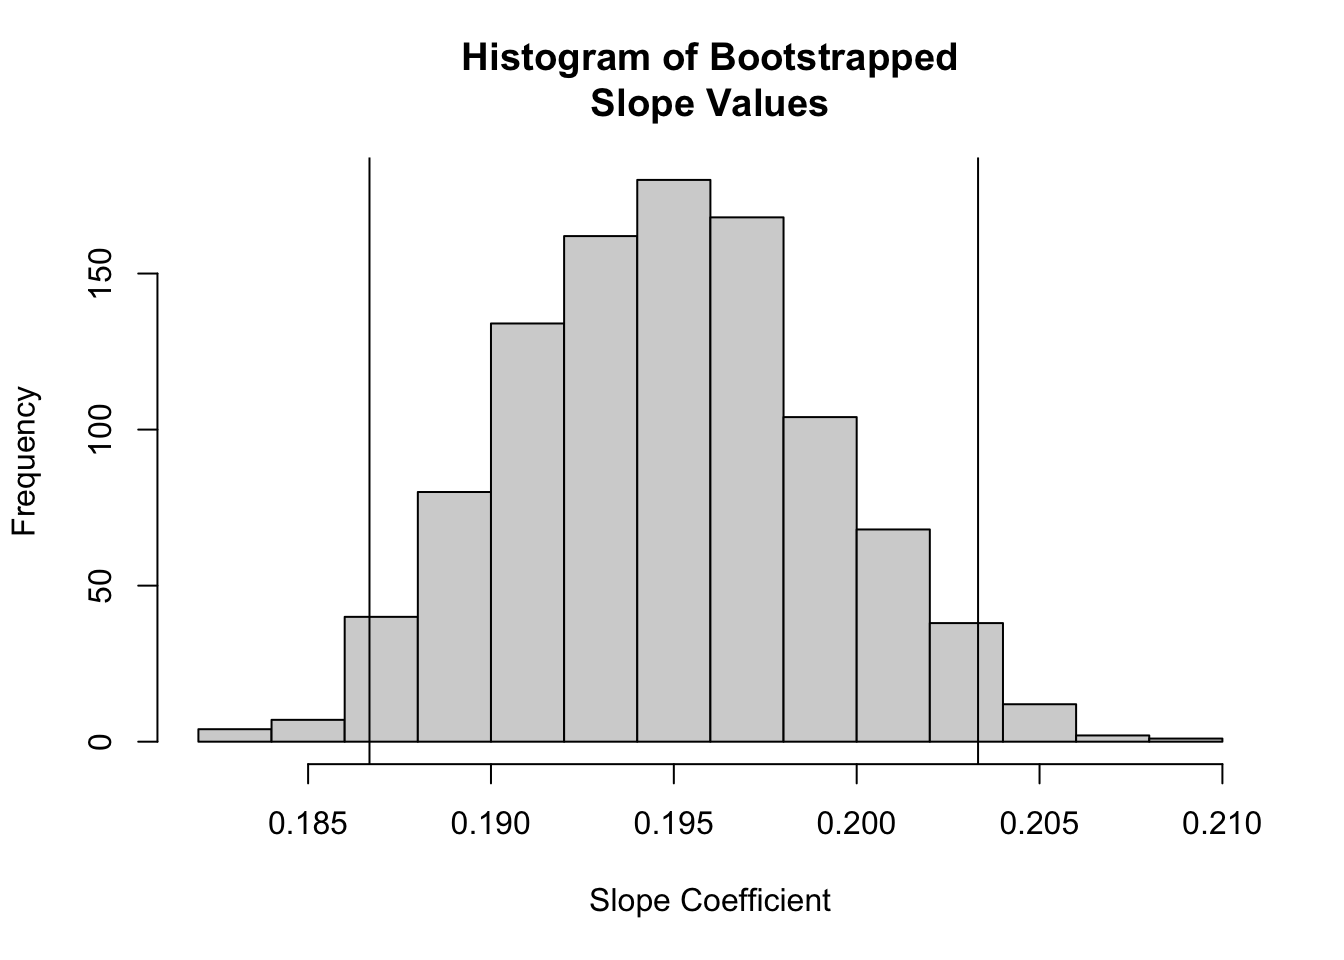 Histogram of Bootstrapped
Slope Values
Frequency
150
100
50
0
0.185 0.190 0.195 0.200 0.205 0.210
Slope Coefficient